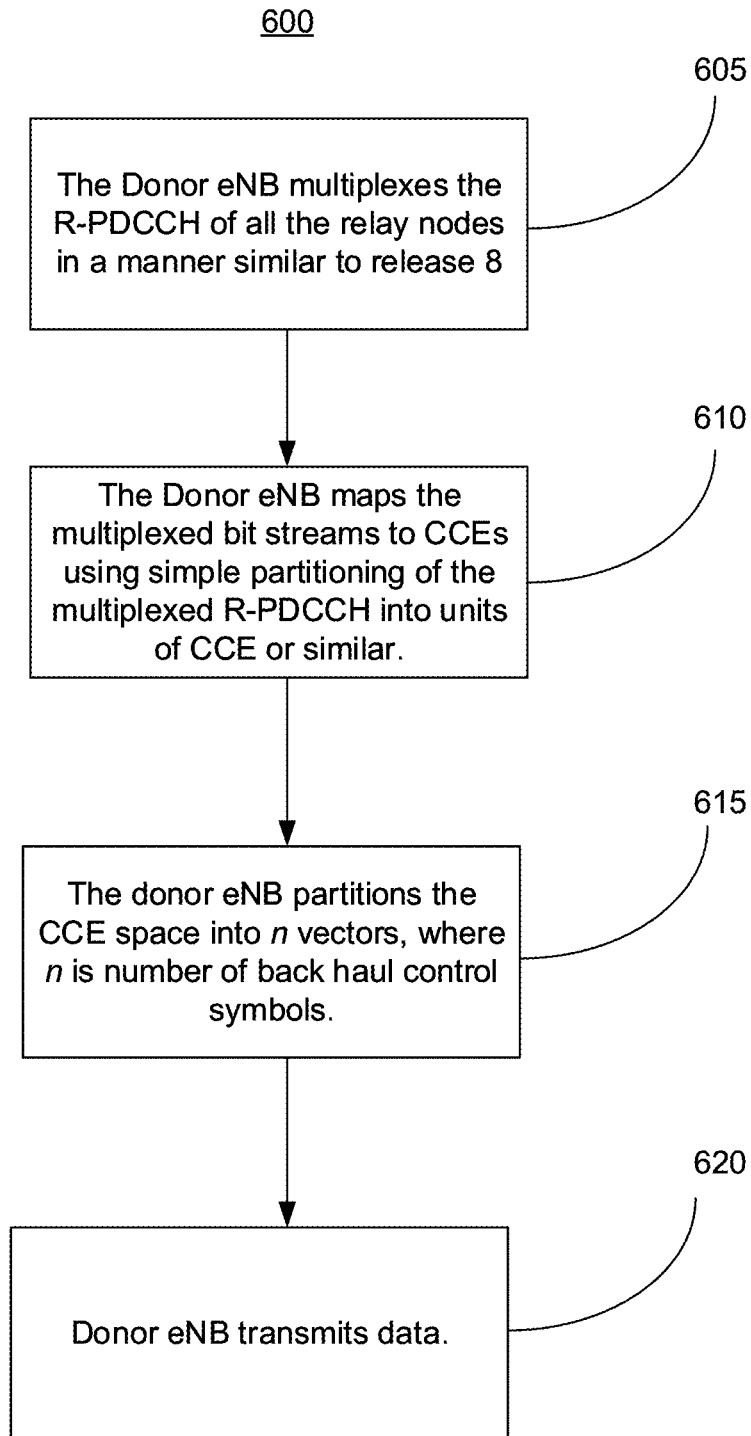 600
605
The Donor eNB multiplexes the
R-PDCCH of all the relay nodes
in a manner similar to release 8
610
The Donor eNB maps the
multiplexed bit streams to CCEs
using simple partitioning of the
multiplexed R-PDCCH into units
of CCE or similar.
615
The donor eNB partitions the
CCE space into n vectors, where
n is number of back haul control
symbols.
620
Donor eNB transmits data.